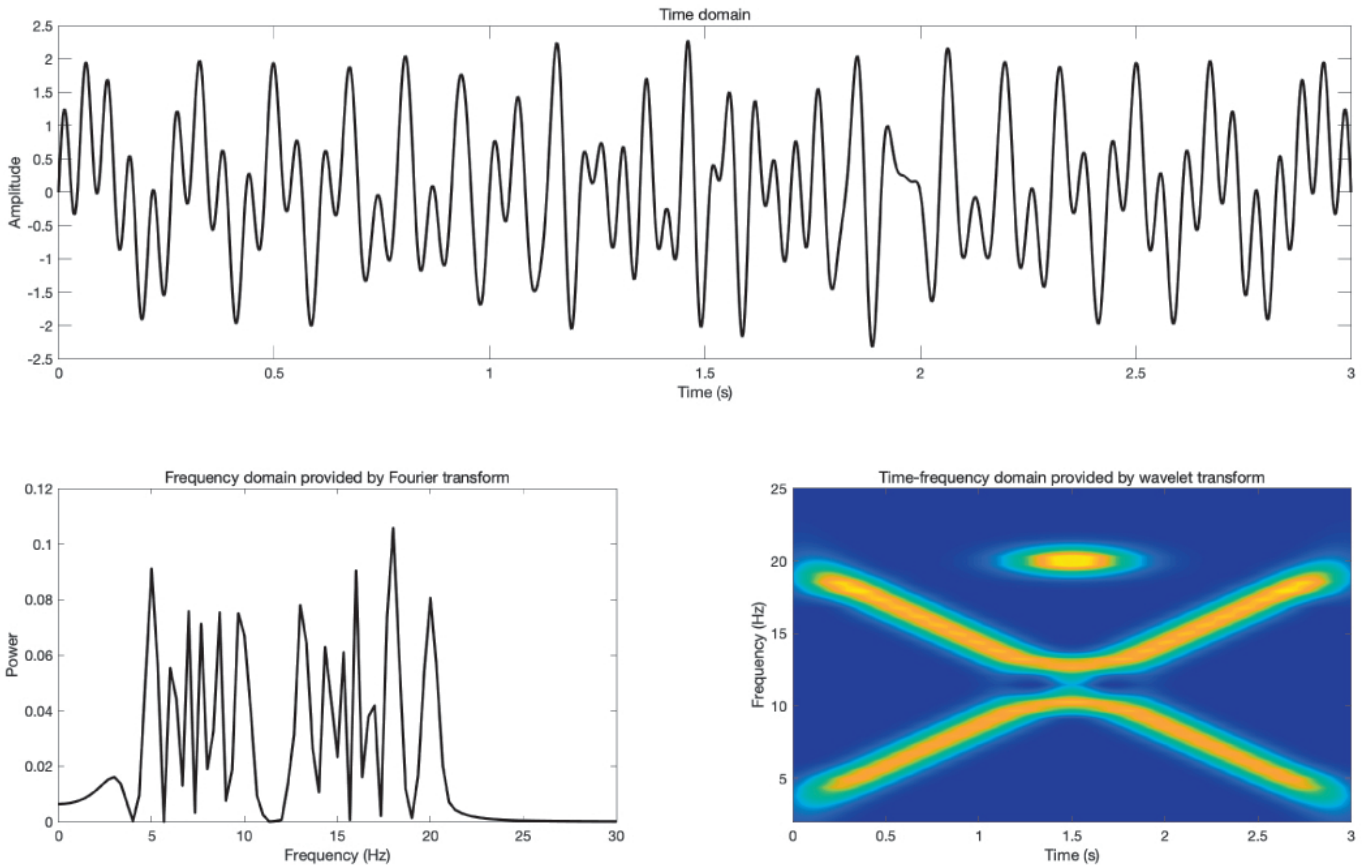 Time domain
2.5
2
1.5
1
0.5
0
-0.5
-1
-1.5
-2
-2.5
Amplitude
0 0.5 1 1.5 2 2.5 3
Time (s)
Frequency domain provided by Fourier transform
0.12
0.1
0.08
0.06
0.04
0.02
0
Power
0 5 10 15 20 25 30
Frequency (Hz)
Time-frequency domain provided by wavelet transform
25
20
15
10
5
Frequency (Hz)
0 0.5 1 1.5 2 2.5 3
Time (s)